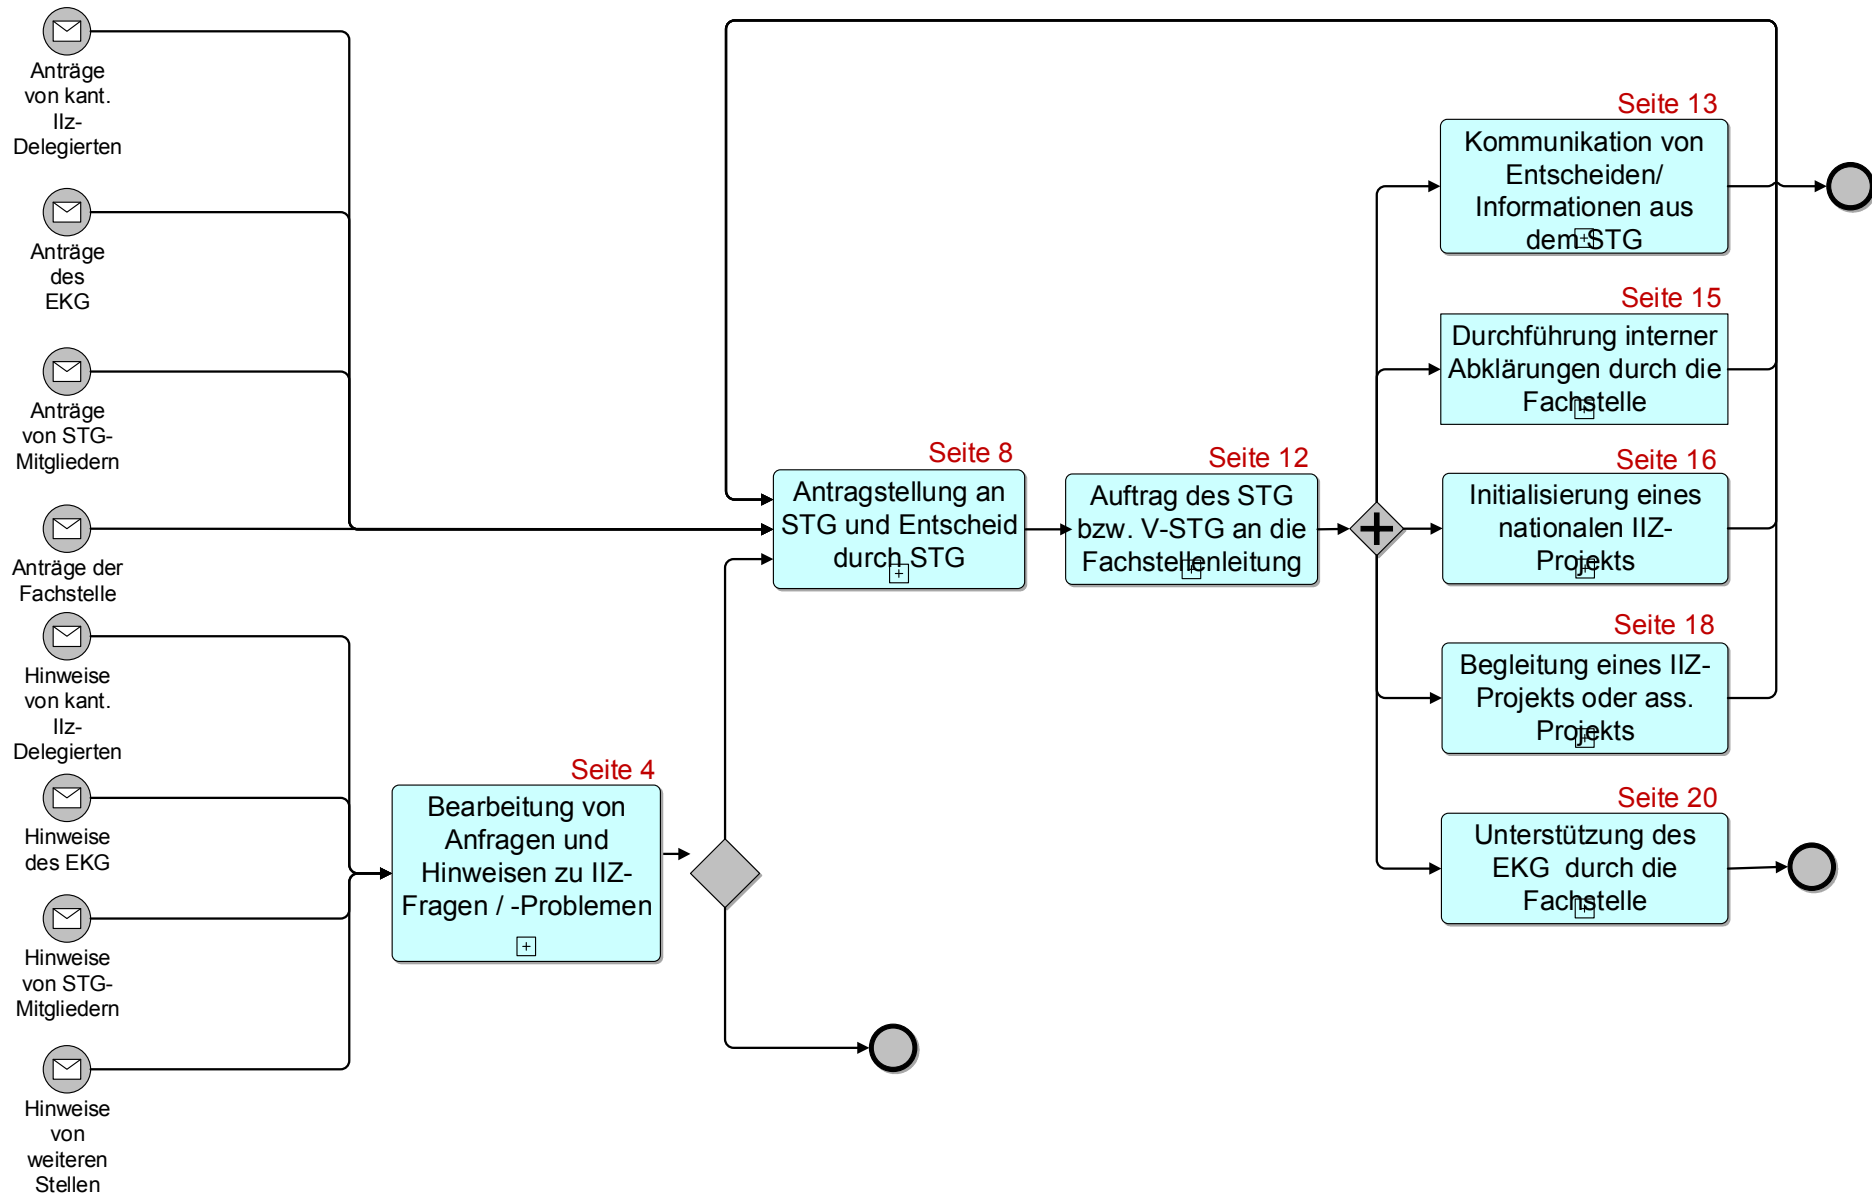 Anträge
von kant.
IIz-
Delegierten
Anträge
des
EKG
Anträge
von STG-
Mitgliedern
Anträge der
Fachstelle
Hinweise
von kant.
IIz-
Delegierten
Hinweise
des EKG
Hinweise
von STG-
Mitgliedern
Hinweise
von
weiteren
Stellen
Seite 4
Bearbeitung von
Anfragen und
Hinweisen zu IIZ-
Fragen / -Problemen
Seite 8
Antragstellung an
STG und Entscheid
durch STG
Seite 12
Auftrag des STG
bzw. V-STG an die
Fachstellenleitung
Seite 13
Kommunikation von
Entscheiden/
Informationen aus
dem STG
Seite 15
Durchführung interner
Abklärungen durch die
Fachstelle
Seite 16
Initialisierung eines
nationalen IIZ-
Projekts
Seite 18
Begleitung eines IIZ-
Projekts oder ass.
Projekts
Seite 20
Unterstützung des
EKG durch die
Fachstelle